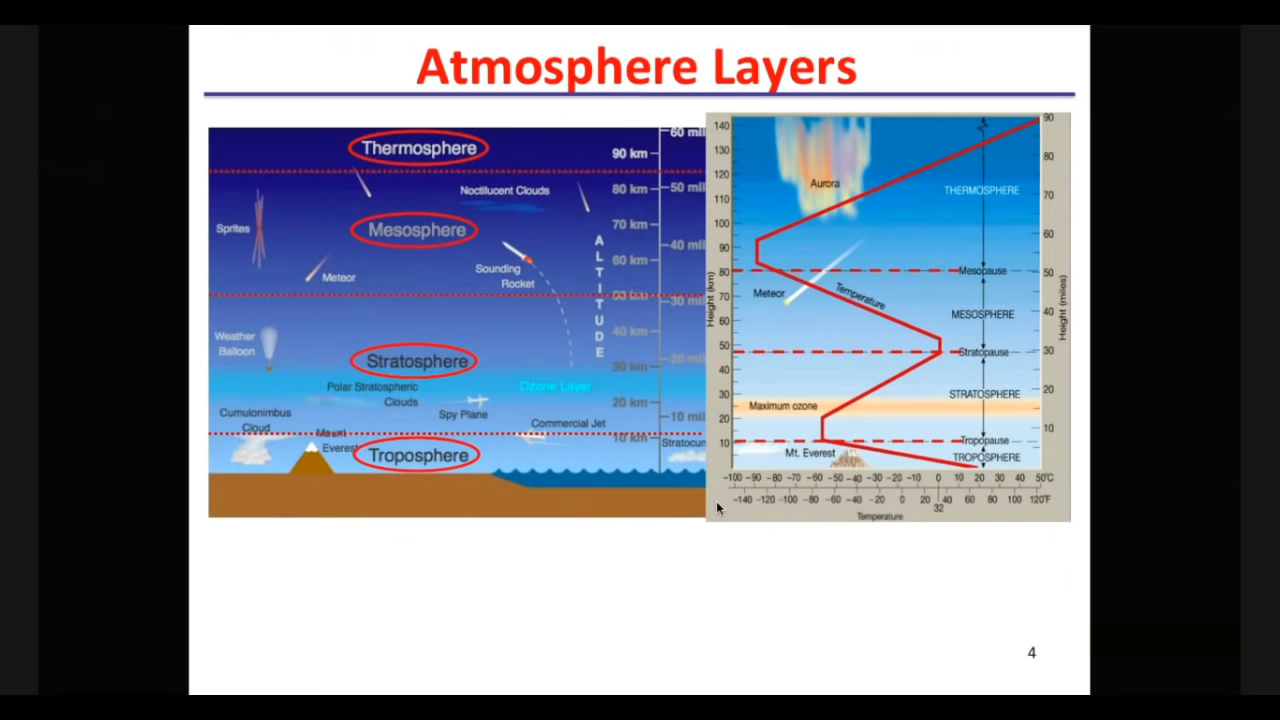 Atmosphere Layers
Thermosphere
Noctilucent Clouds
Sprites
Mesosphere
Meteor
Sounding
Rocket
Weather
Balloon
Stratosphere
Polar Stratospheric
Clouds
Ozone Layer
Spy Plane
Cumulonimbus
Cloud
Commercial Jet
Mount
Everest
Troposphere
Stratocu
ALTITUDE
60 mil
90 km
80 km
50 mil
70 km
40 mil
60 km
50 km
30 mil
40 km
20 mil
30 km
20 km
10 mil
10 km
Height (km)
140
130
120
110
100
90
80
70
60
50
40
30
20
10
Aurora
THERMOSPHERE
Mesopause
Meteor
Temperature
MESOSPHERE
Stratopause
STRATOSPHERE
Maximum ozone
Tropopause
Mt. Everest
TROPOSPHERE
90
80
70
60
50
40
30
20
10
Height (miles)
-100 -90 -80 -70 -60 -50 -40 -30 -20 -10 0 10 20 30 40 50°C
-140 -120 -100 -80 -60 -40 -20 0 20 40 60 80 100 120°F
32
Temperature
4